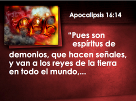 Apocalipsis 16:14
"Pues son
espíritus de
demonios, que hacen señales,
y van a los reyes de la tierra
en todo el mundo,...